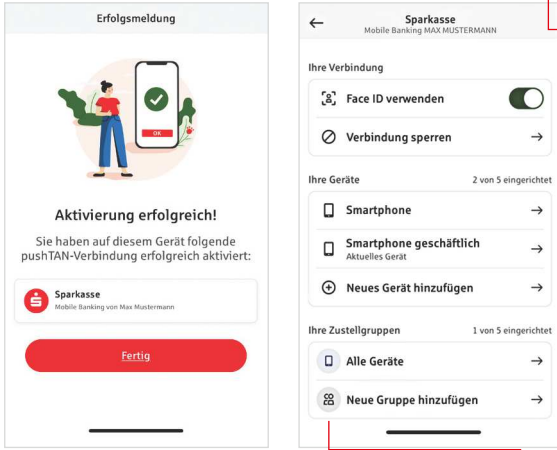 Erfolgsmeldung
OK
Aktivierung erfolgreich!
Sie haben auf diesem Gerät folgende
pushTAN-Verbindung erfolgreich aktiviert:
Sparkasse
Mobile Banking von Max Mustermann
Fertig
Sparkasse
Mobile Banking MAX MUSTERMANN
Ihre Verbindung
Face ID verwenden
Verbindung sperren
Ihre Geräte 2 von 5 eingerichtet
Smartphone
Smartphone geschäftlich
Aktuelles Gerät
Neues Gerät hinzufügen
Ihre Zustellgruppen 1 von 5 eingerichtet
Alle Geräte
Neue Gruppe hinzufügen